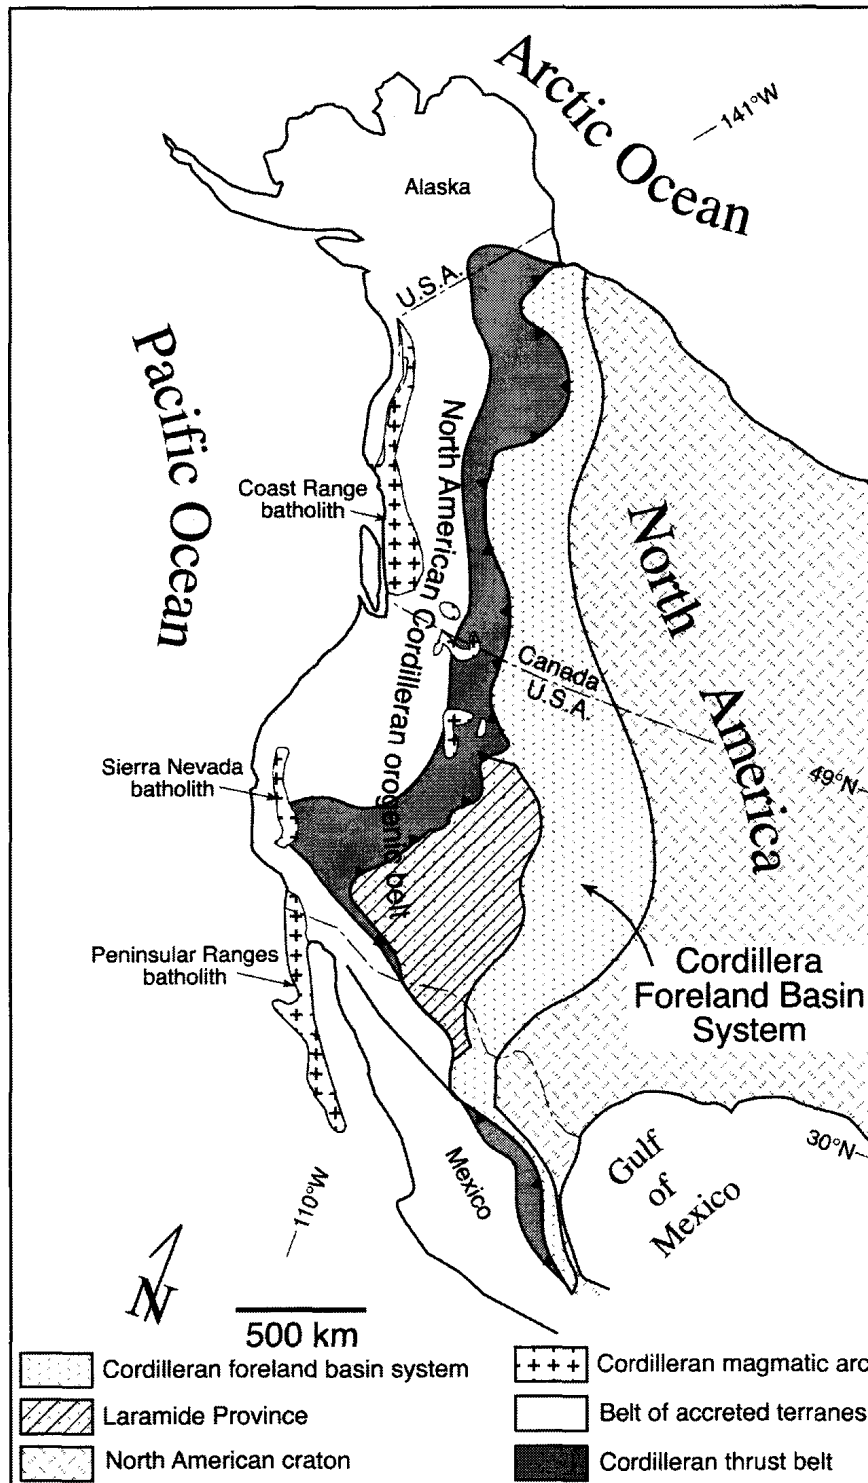 Arctic Ocean
141°W
Alaska
U.S.A.
Pacific Ocean
North American Cordilleran orogenic belt
Coast Range
batholith
North America
Canada
U.S.A.
Sierra Nevada
batholith
49°N
Peninsular Ranges
batholith
Cordillera
Foreland Basin
System
30°N
Gulf
of
Mexico
Mexico
110°W
N
500 km
Cordilleran foreland basin system
Laramide Province
North American craton
Cordilleran magmatic arc
Belt of accreted terranes
Cordilleran thrust belt